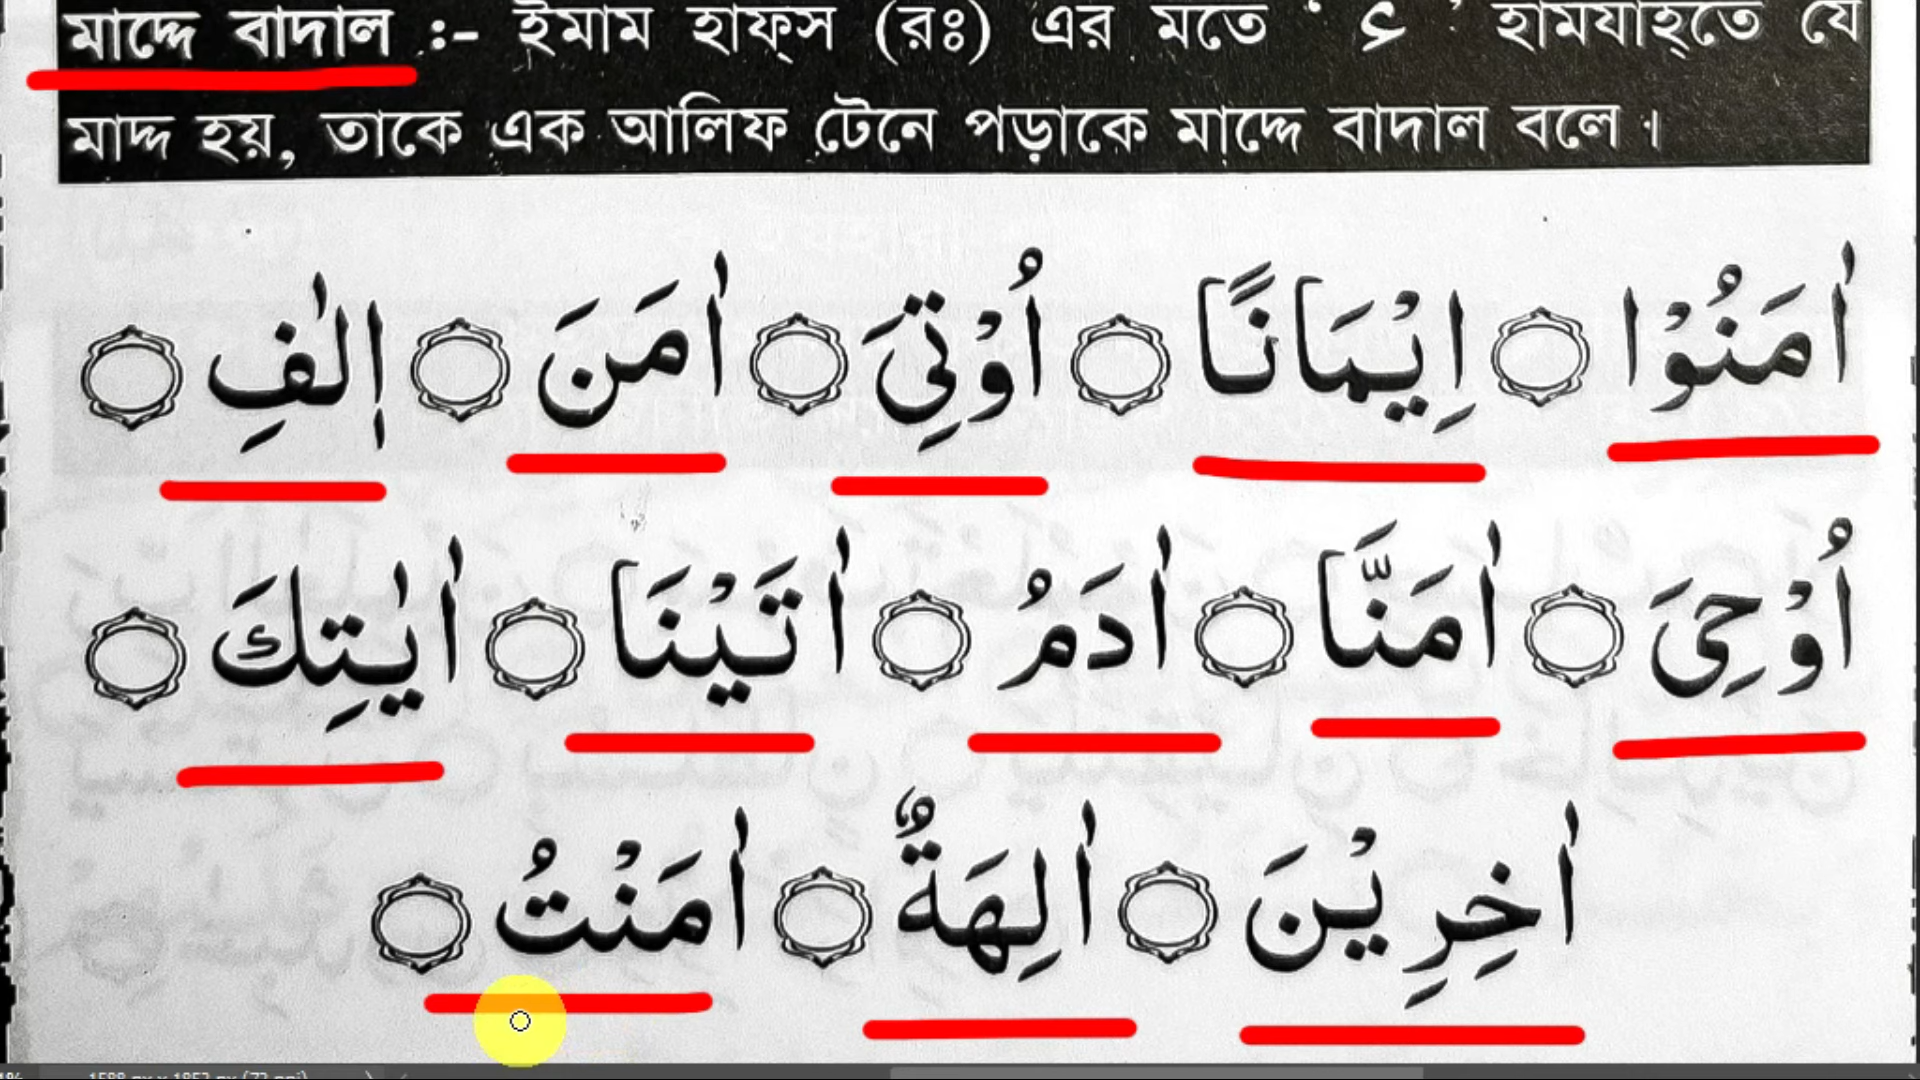 মাদ্দে বাদাল :- ইমাম হাফ্স (রঃ) এর মতে ‘ ء ’ হামযাহ্‌তে যে
মাদ্দ হয়, তাকে এক আলিফ টেনে পড়াকে মাদ্দে বাদাল বলে।
اٰمَنُوْا ۝ اِيْمَانًا ۝ اُوْتِىَ ۝ اٰمَنَ ۝ اٖلٰفِ ۝
اُوْحِىَ ۝ اٰمَنَّا ۝ اٰدَمُ ۝ اٰتَيْنَا ۝ اٰيٰتِكَ ۝
اٰخِرِيْنَ ۝ اٰلِهَةٌ ۝ اٰمَنْتُ ۝